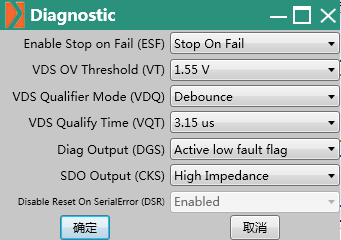 Diagnostic
Enable Stop on Fail (ESF) Stop On Fail
VDS OV Threshold (VT) 1.55 V
VDS Qualifier Mode (VDQ) Debounce
VDS Qualify Time (VQT) 3.15 us
Diag Output (DGS) Active low fault flag
SDO Output (CKS) High Impedance
Disable Reset On SerialError (DSR) Enabled
确定 取消